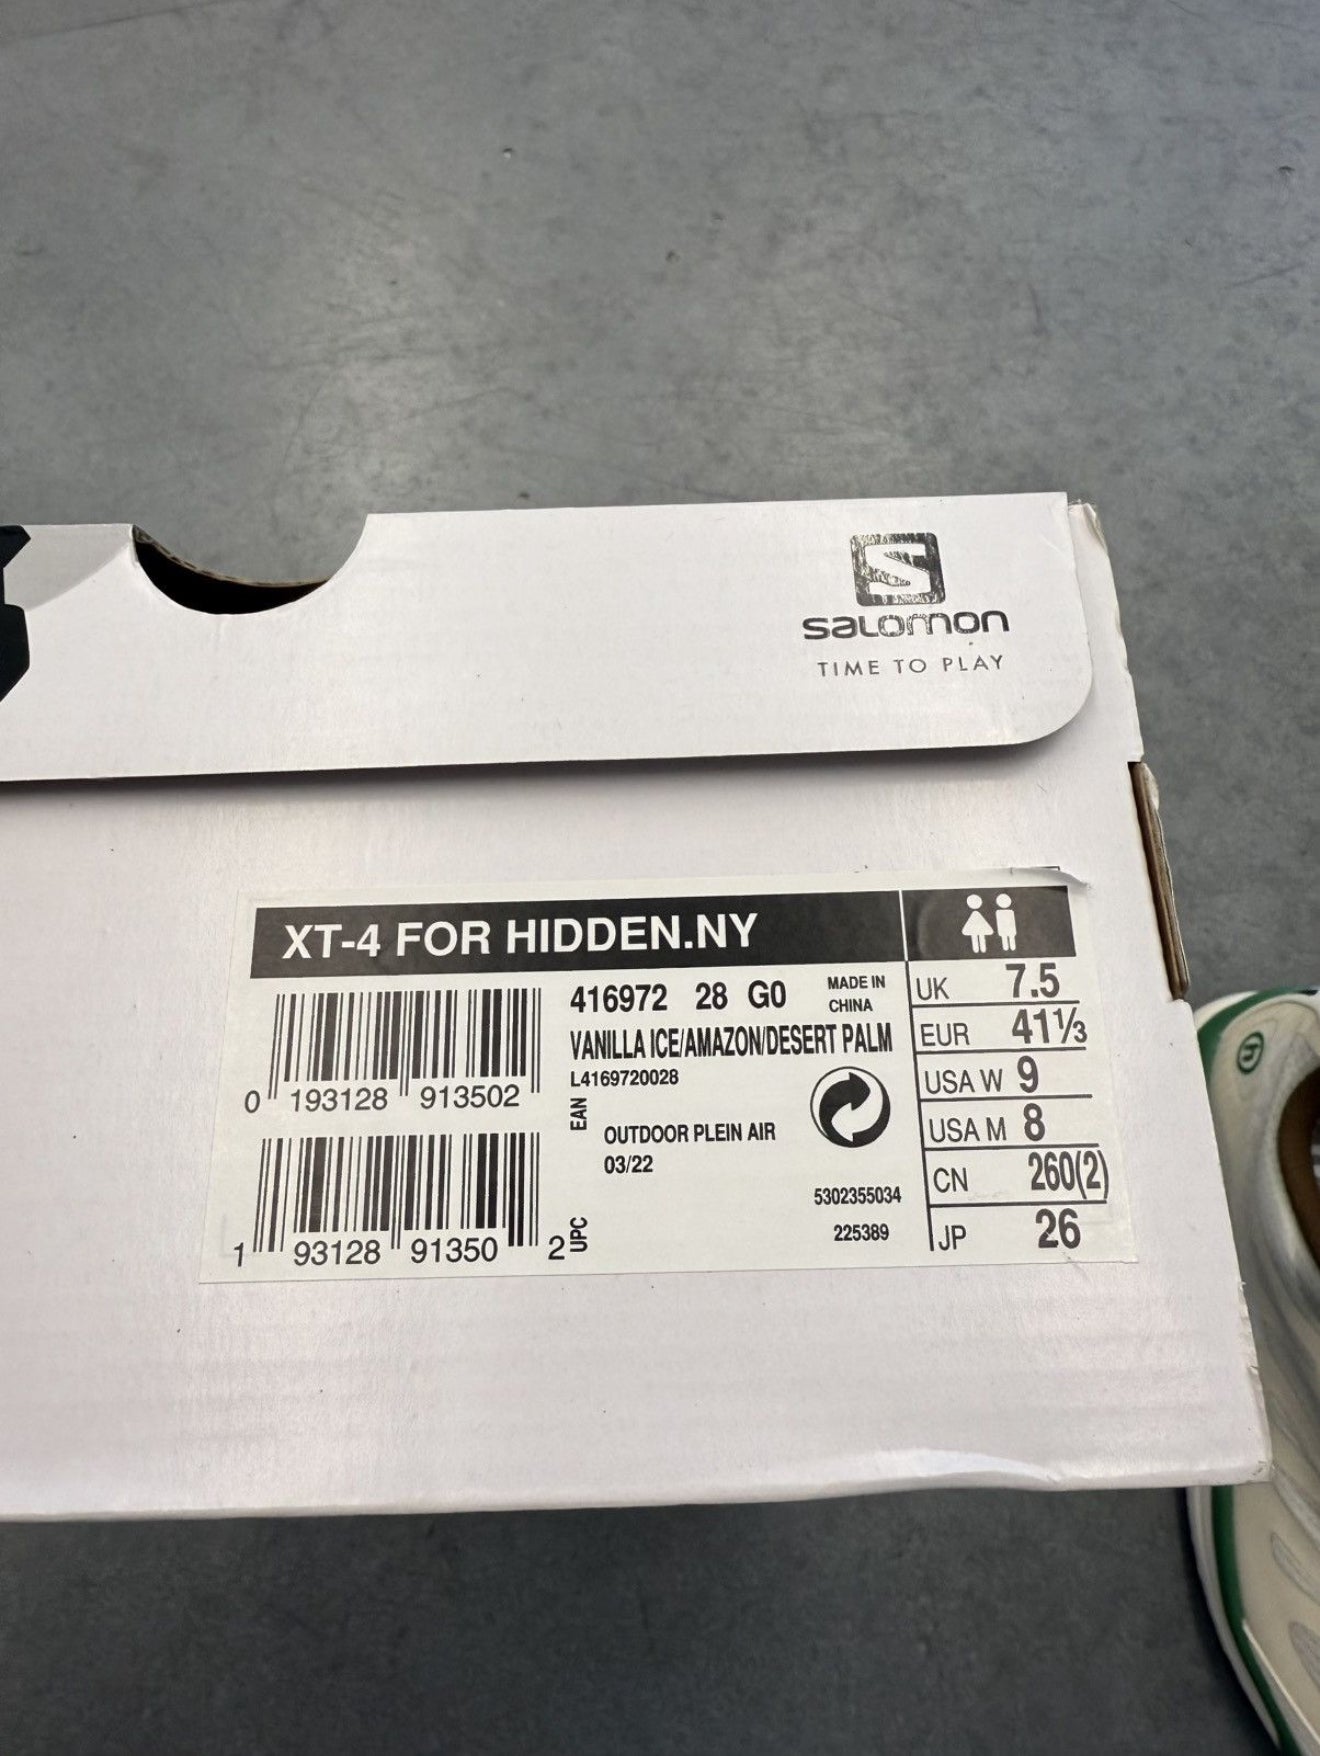 S
salomon
TIME TO PLAY
XT-4 FOR HIDDEN.NY
416972 28 G0 MADE IN CHINA
VANILLA ICE/AMAZON/DESERT PALM
L4169720028
0 193128 913502 EAN
OUTDOOR PLEIN AIR
03/22
5302355034
225389
1 93128 91350 2 UPC
UK 7.5
EUR 41⅓
USA W 9
USA M 8
CN 260(2)
JP 26